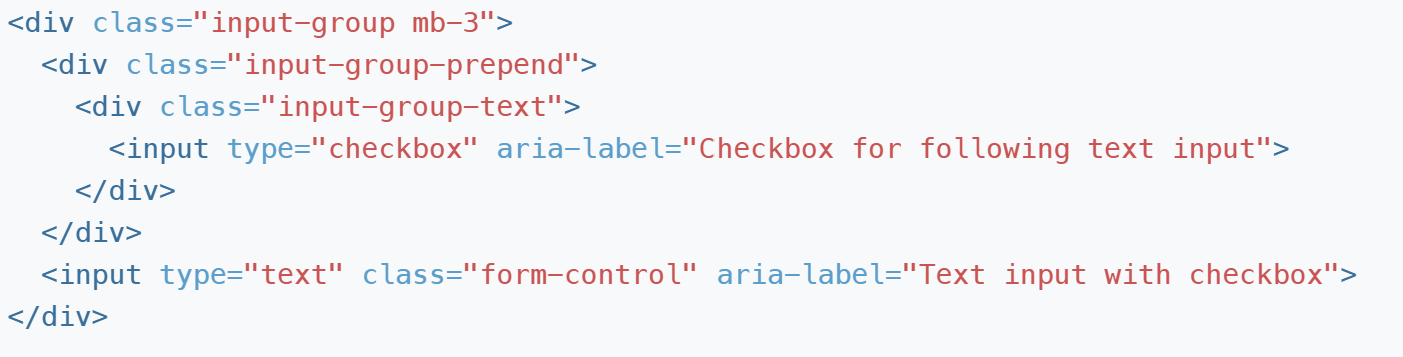 <div class="input-group mb-3">
  <div class="input-group-prepend">
    <div class="input-group-text">
      <input type="checkbox" aria-label="Checkbox for following text input">
    </div>
  </div>
  <input type="text" class="form-control" aria-label="Text input with checkbox">
</div>